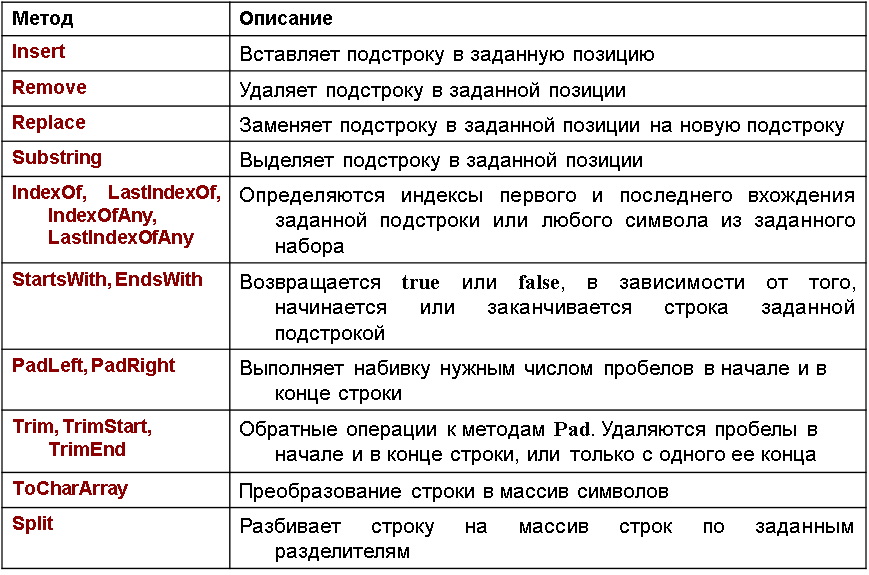 Метод Описание
Insert Вставляет подстроку в заданную позицию
Remove Удаляет подстроку в заданной позиции
Replace Заменяет подстроку в заданной позиции на новую подстроку
Substring Выделяет подстроку в заданной позиции
IndexOf, LastIndexOf,
IndexOfAny,
LastIndexOfAny
Определяются индексы первого и последнего вхождения
заданной подстроки или любого символа из заданного
набора
StartsWith, EndsWith
Возвращается true или false, в зависимости от того,
начинается или заканчивается строка заданной
подстрокой
PadLeft, PadRight
Выполняет набивку нужным числом пробелов в начале и в
конце строки
Trim, TrimStart,
TrimEnd
Обратные операции к методам Pad. Удаляются пробелы в
начале и в конце строки, или только с одного ее конца
ToCharArray Преобразование строки в массив символов
Split
Разбивает строку на массив строк по заданным
разделителям